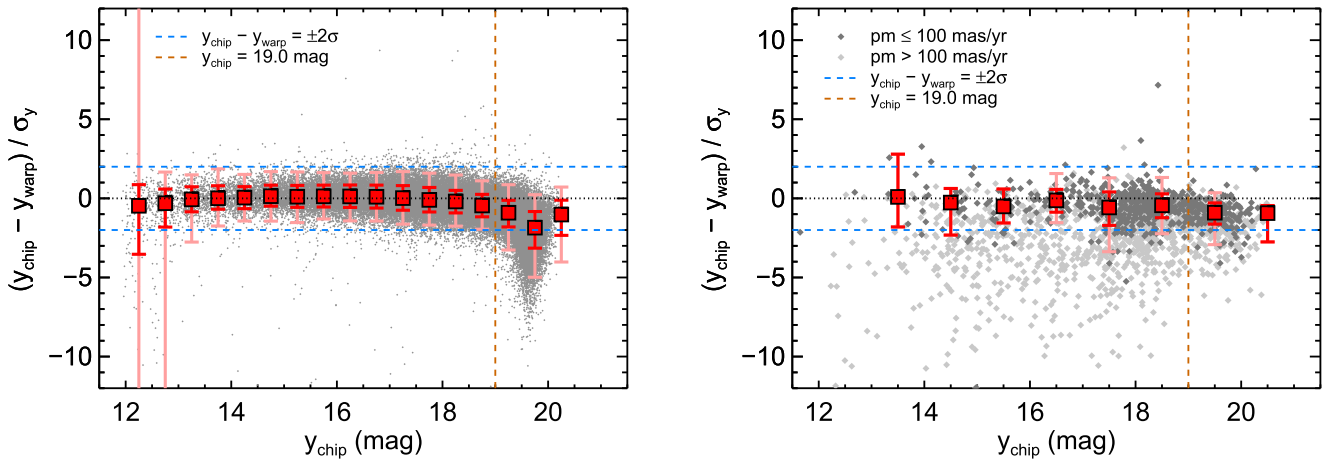 y_chip − y_warp = ±2σ
y_chip = 19.0 mag
(y_chip − y_warp) / σ_y
10
5
0
−5
−10
12 14 16 18 20
y_chip (mag)
pm ≤ 100 mas/yr
pm > 100 mas/yr
y_chip − y_warp = ±2σ
y_chip = 19.0 mag
(y_chip − y_warp) / σ_y
10
5
0
−5
−10
12 14 16 18 20
y_chip (mag)